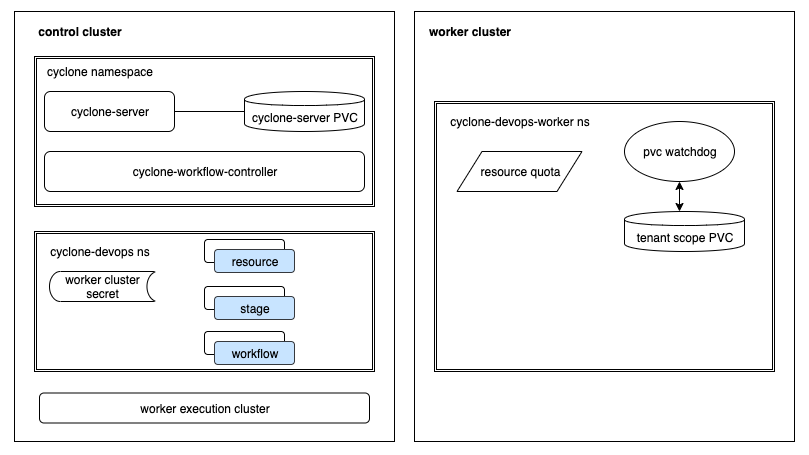 control cluster
cyclone namespace
cyclone-server
cyclone-server PVC
cyclone-workflow-controller
cyclone-devops ns
worker cluster
secret
resource
stage
workflow
worker execution cluster
worker cluster
cyclone-devops-worker ns
resource quota
pvc watchdog
tenant scope PVC